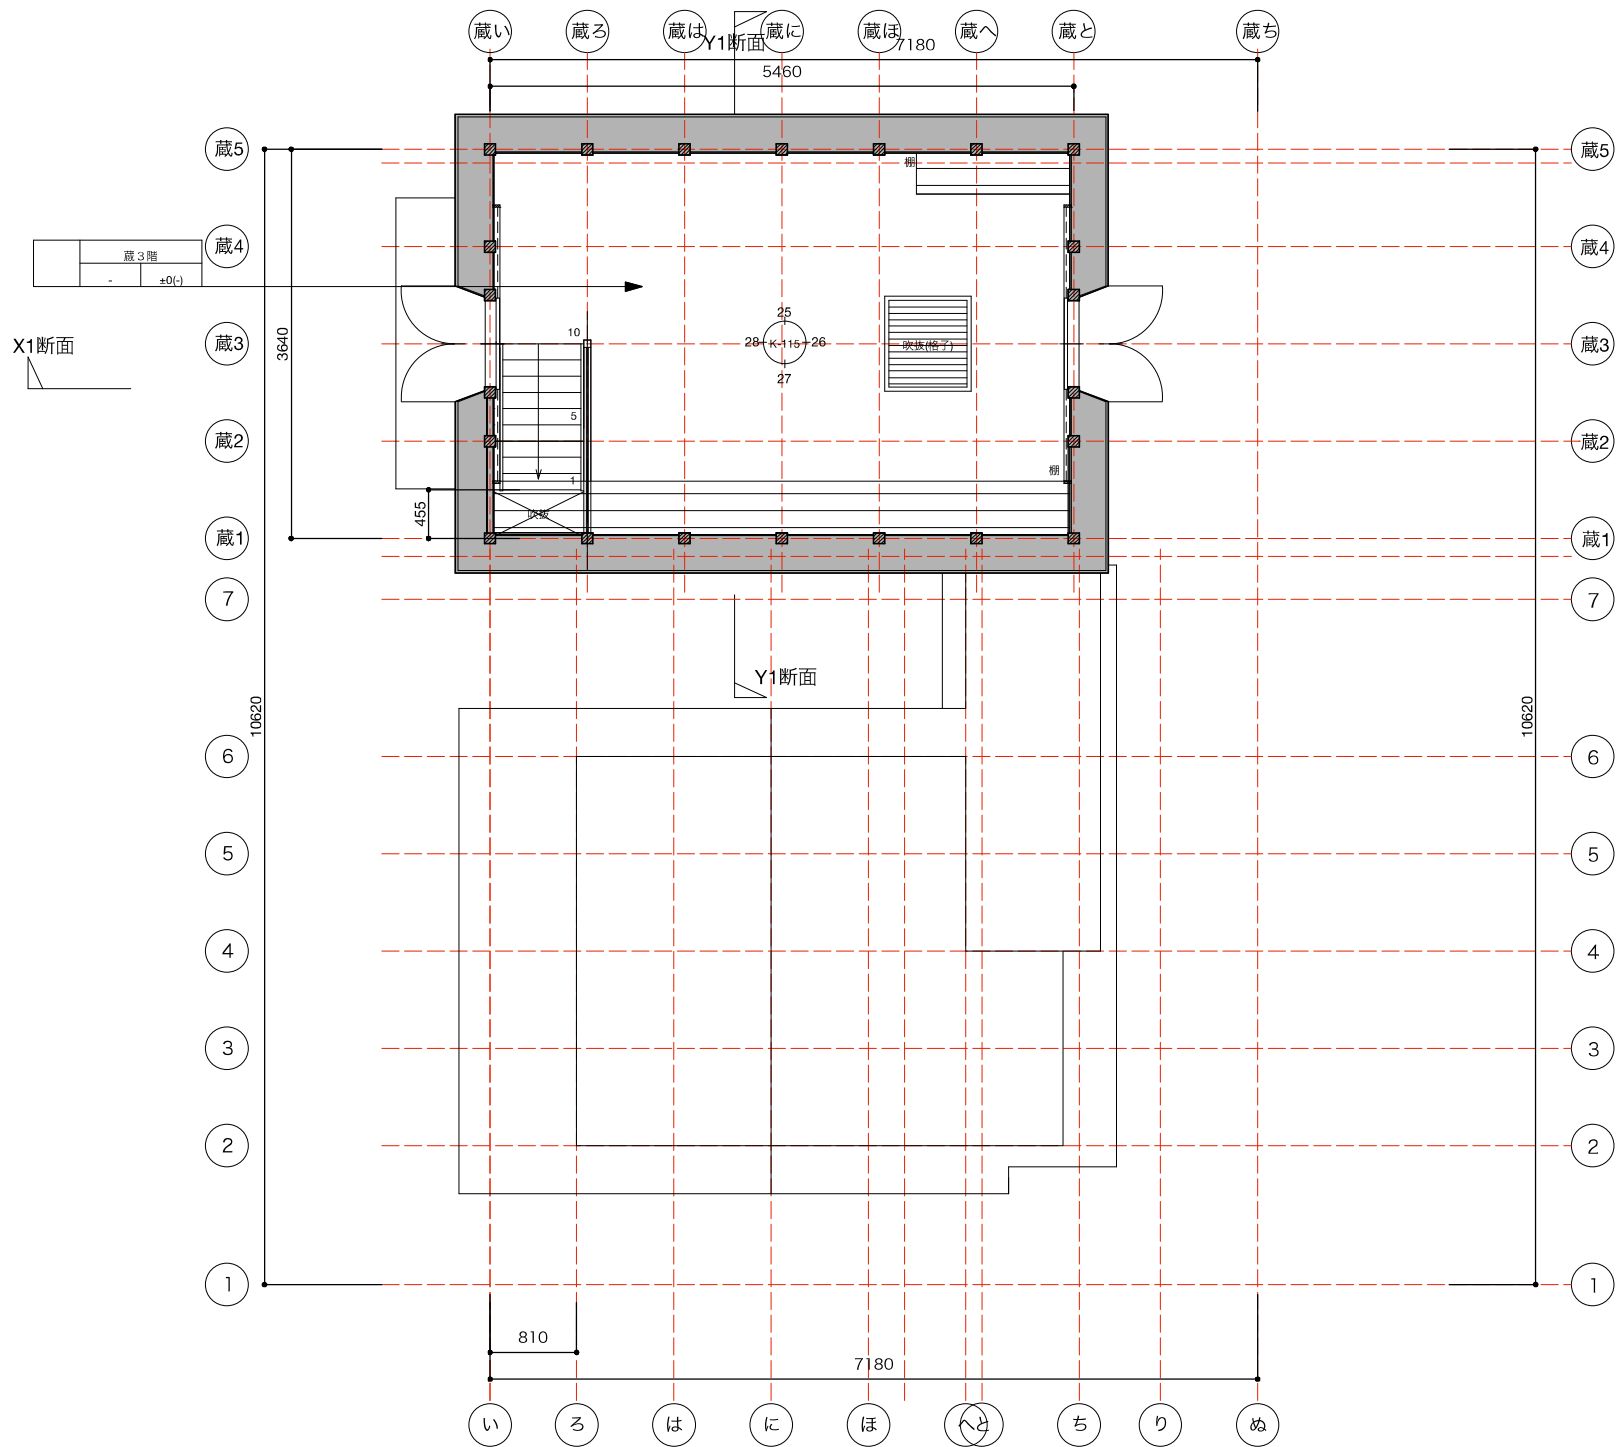 蔵い 蔵ろ 蔵は 蔵に 蔵ほ 蔵へ 蔵と 蔵ち
Y1断面
7180
5460
蔵5 蔵5
棚
蔵4 蔵4
蔵３階
- ±0(-)
25
10
28 K-115 26
吹抜(格子)
蔵3 蔵3
X1断面
3640
27
5
蔵2 蔵2
棚
1
455
吹抜
蔵1 蔵1
7 7
Y1断面
10620 10620
6 6
5 5
4 4
3 3
2 2
1 1
810
7180
い ろ は に ほ へ と ち り ぬ